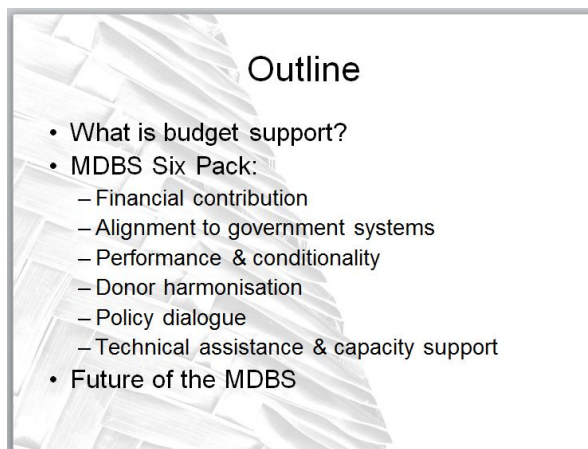 Outline
• What is budget support?
• MDBS Six Pack:
– Financial contribution
– Alignment to government systems
– Performance & conditionality
– Donor harmonisation
– Policy dialogue
– Technical assistance & capacity support
• Future of the MDBS